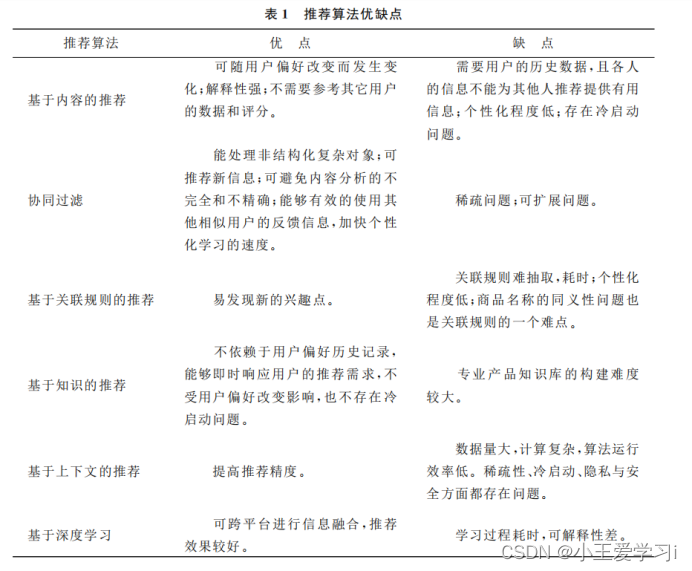 表 1 推荐算法优缺点
推荐算法 优 点 缺 点
基于内容的推荐
可随用户偏好改变而发生变
化;解释性强;不需要参考其它用户
的数据和评分。
需要用户的历史数据,且各人
的信息不能为其他人推荐提供有用
信息;个性化程度低;存在冷启动
问题。
协同过滤
能处理非结构化复杂对象;可
推荐新信息;可避免内容分析的不
完全和不精确;能够有效的使用其
他相似用户的反馈信息,加快个性
化学习的速度。
稀疏问题;可扩展问题。
基于关联规则的推荐
易发现新的兴趣点。
关联规则难抽取,耗时;个性化
程度低;商品名称的同义性问题也
是关联规则的一个难点。
基于知识的推荐
不依赖于用户偏好历史记录,
能够即时响应用户的推荐需求,不
受用户偏好改变影响,也不存在冷
启动问题。
专业产品知识库的构建难度
较大。
基于上下文的推荐
提高推荐精度。
数据量大,计算复杂,算法运行
效率低。稀疏性、冷启动、隐私与安
全方面都存在问题。
基于深度学习
可跨平台进行信息融合,推荐
效果较好。
学习过程耗时,可解释性差。
CSDN @小王爱学习i